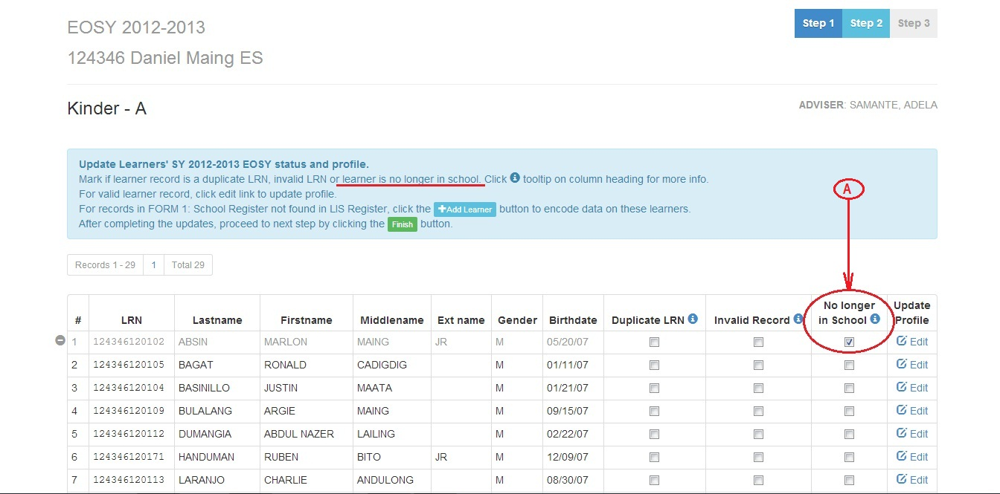 EOSY 2012-2013
Step 1 Step 2 Step 3
124346 Daniel Maing ES
Kinder - A
ADVISER: SAMANTE, ADELA
Update Learners' SY 2012-2013 EOSY status and profile.
Mark if learner record is a duplicate LRN, invalid LRN or learner is no longer in school. Click tooltip on column heading for more info.
For valid learner record, click edit link to update profile.
For records in FORM 1: School Register not found in LIS Register, click the +Add Learner button to encode data on these learners.
After completing the updates, proceed to next step by clicking the Finish button.
A
Records 1 - 29 1 Total 29
# LRN Lastname Firstname Middlename Ext name Gender Birthdate Duplicate LRN Invalid Record No longer in School Update Profile
1 124346120102 ABSIN MARLON MAING JR M 05/20/07 Edit
2 124346120105 BAGAT RONALD CADIGDIG M 01/11/07 Edit
3 124346120104 BASINILLO JUSTIN MAATA M 01/21/07 Edit
4 124346120109 BULALANG ARGIE MAING M 09/15/07 Edit
5 124346120112 DUMANGIA ABDUL NAZER LAILING M 02/22/07 Edit
6 124346120171 HANDUMAN RUBEN BITO JR M 12/09/07 Edit
7 124346120113 LARANJO CHARLIE ANDULONG M 08/30/07 Edit